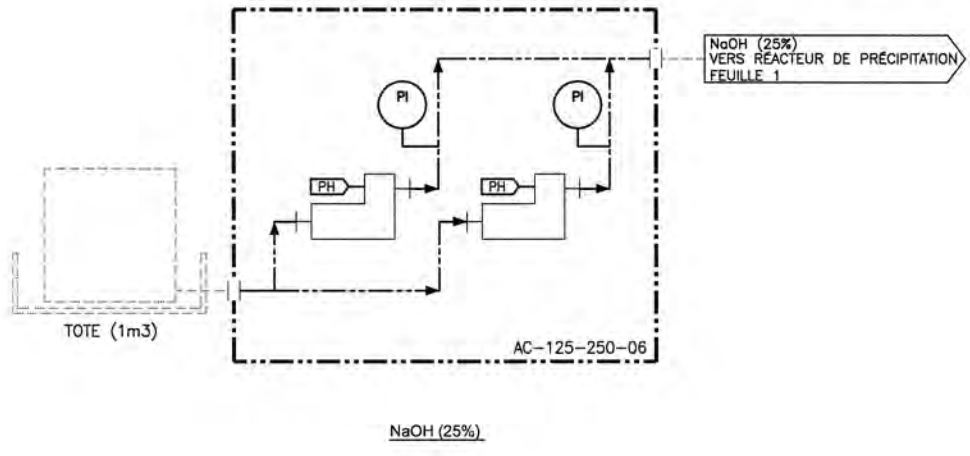 NaOH (25%)
VERS RÉACTEUR DE PRÉCIPITATION
FEUILLE 1
PI
PI
PH
PH
TOTE (1m3)
AC-125-250-06
NaOH (25%)